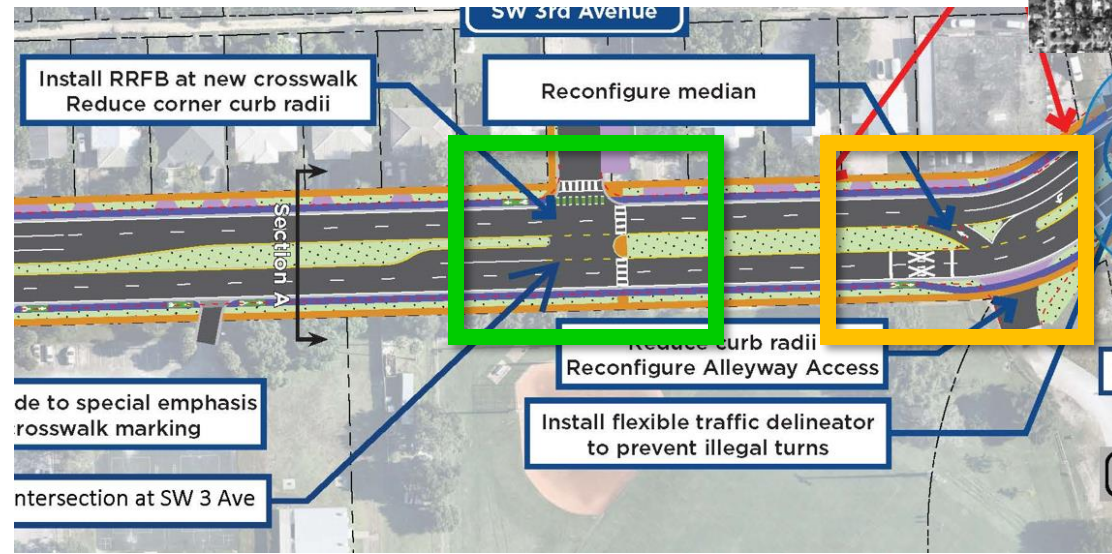 SW 3rd Avenue
Install RRFB at new crosswalk
Reduce corner curb radii
Reconfigure median
Section A
Reduce curb radii
Reconfigure Alleyway Access
de to special emphasis
crosswalk marking
Install flexible traffic delineator
to prevent illegal turns
ntersection at SW 3 Ave